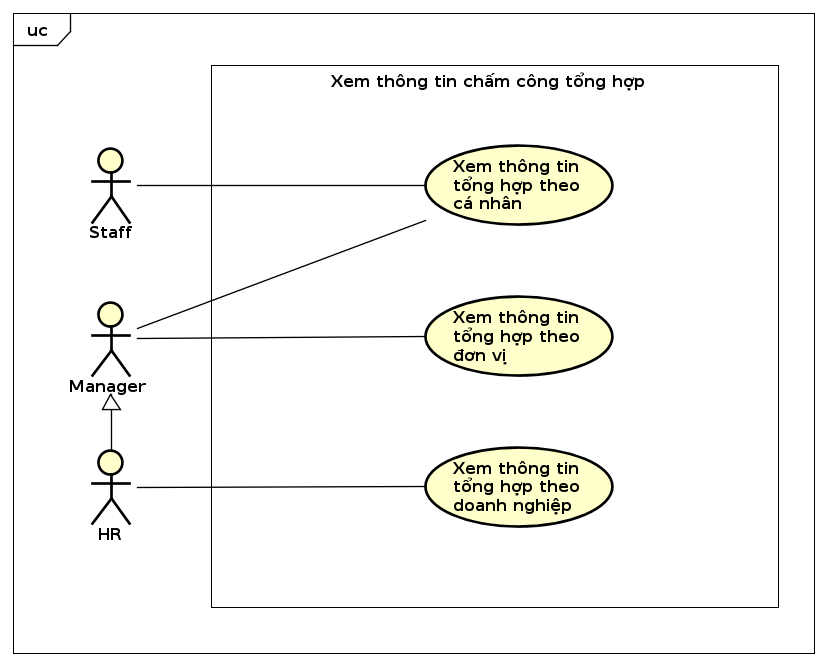 uc
Xem thông tin chấm công tổng hợp
Xem thông tin
tổng hợp theo
cá nhân
Staff
Xem thông tin
tổng hợp theo
đơn vị
Manager
Xem thông tin
tổng hợp theo
doanh nghiệp
HR